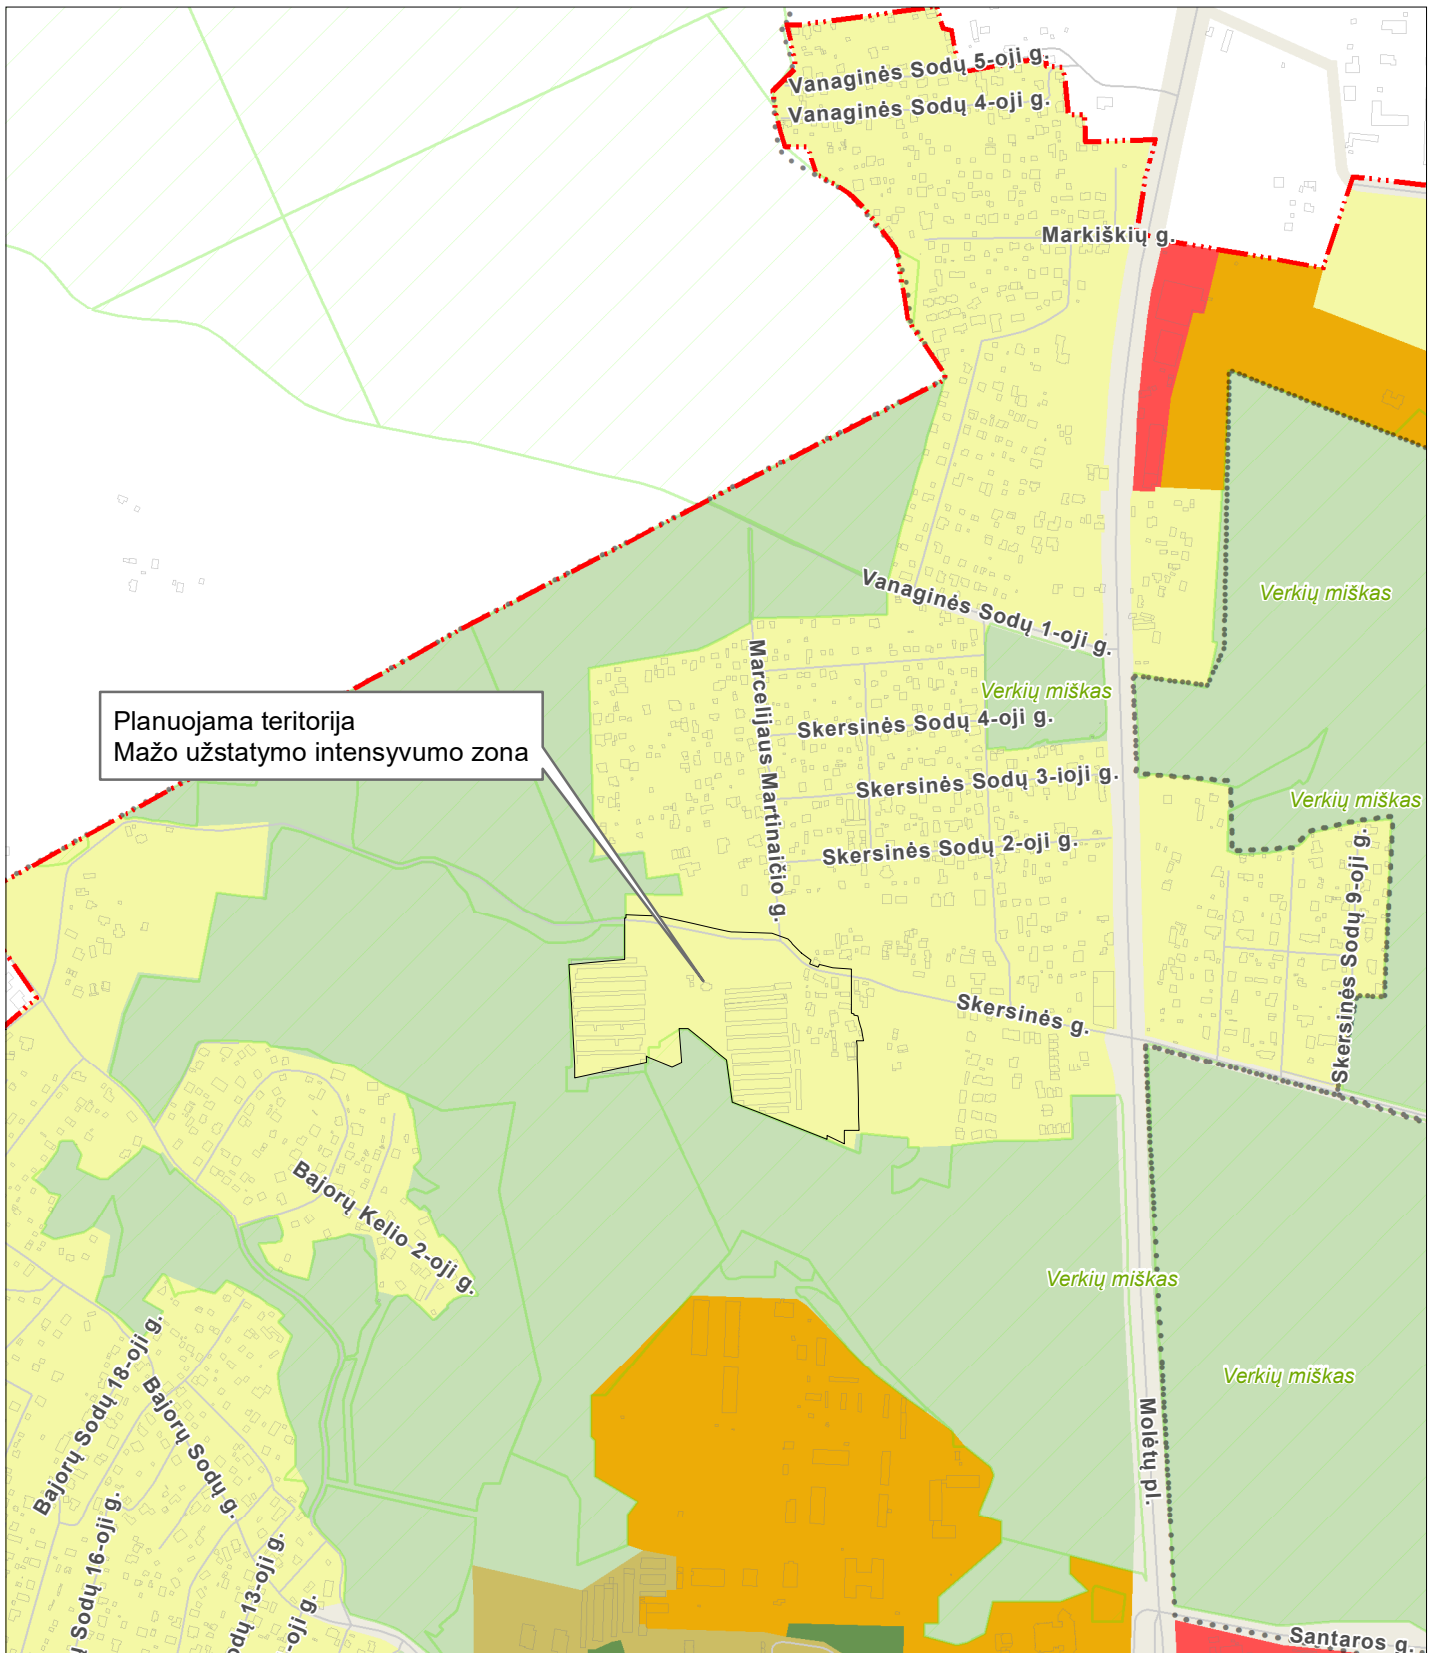 Vanaginės Sodų 5-oji g.
Vanaginės Sodų 4-oji g.
Markiškių g.
Verkių miškas
Vanaginės Sodų 1-oji g.
Marcelijaus Martinaičio g.
Verkių miškas
Skersinės Sodų 4-oji g.
Planuojama teritorija
Mažo užstatymo intensyvumo zona
Skersinės Sodų 3-ioji g.
Verkių miškas
Skersinės Sodų 2-oji g.
Skersinės Sodų 9-oji g.
Skersinės g.
Bajorų Kelio 2-oji g.
Verkių miškas
Verkių miškas
Bajorų Sodų 18-oji g.
Bajorų Sodų g.
Molėtų pl.
Sodų 16-oji g.
13-oji g.
-oji g.
Santaros g.